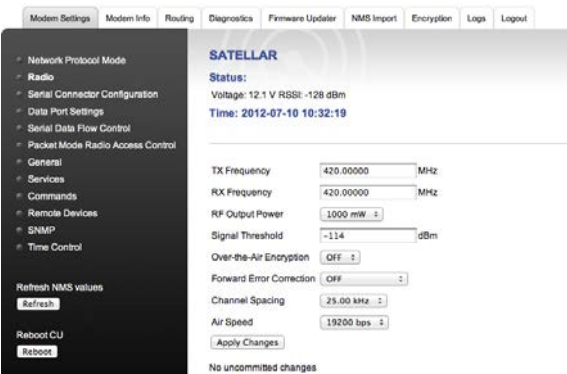 Modem Settings
Modem Info
Routing
Diagnostics
Firmware Updater
NMS Import
Encryption
Logs
Logout
Network Protocol Mode
Radio
Serial Connector Configuration
Data Port Settings
Serial Data Flow Control
Packet Mode Radio Access Control
General
Services
Commands
Remote Devices
SNMP
Time Control
Refresh NMS values
Refresh
Reboot CU
Reboot
SATELLAR
Status:
Voltage: 12.1 V RSSI: -128 dBm
Time: 2012-07-10 10:32:19
TX Frequency 420.00000 MHz
RX Frequency 420.00000 MHz
RF Output Power 1000 mW
Signal Threshold -114 dBm
Over-the-Air Encryption OFF
Forward Error Correction OFF
Channel Spacing 25.00 kHz
Air Speed 19200 bps
Apply Changes
No uncommitted changes